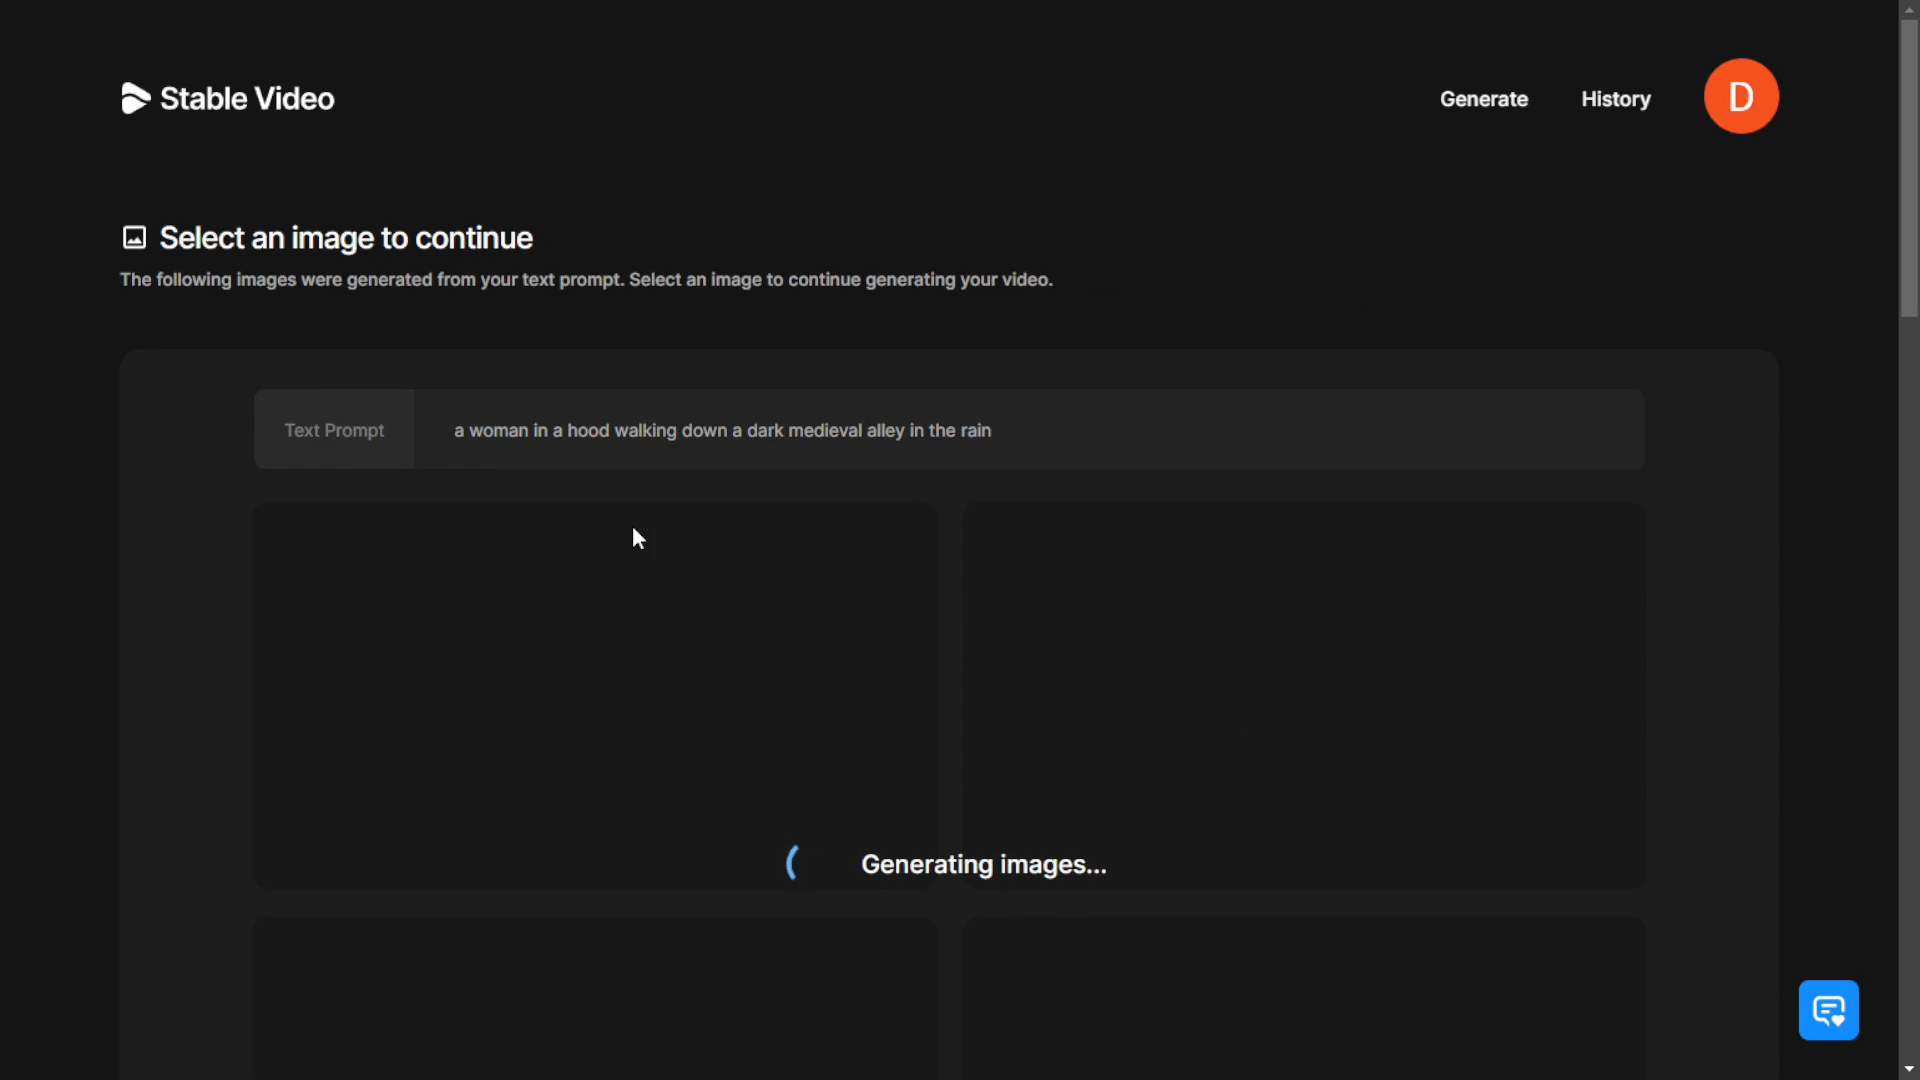 Stable Video
Generate
History
D
Select an image to continue
The following images were generated from your text prompt. Select an image to continue generating your video.
Text Prompt
a woman in a hood walking down a dark medieval alley in the rain
Generating images...